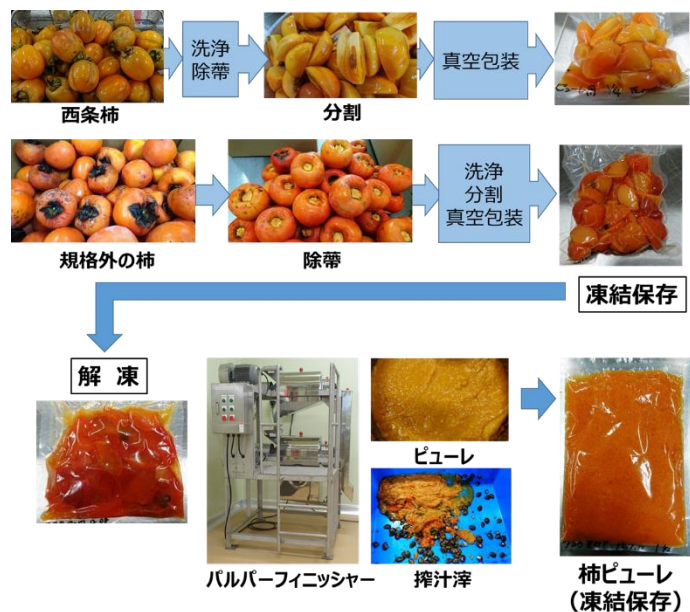 洗浄
除蔕
真空包装
西条柿
分割
洗浄
分割
真空包装
規格外の柿
除蔕
凍結保存
解 凍
ピューレ
パルパーフィニッシャー
搾汁滓
柿ピューレ
（凍結保存）